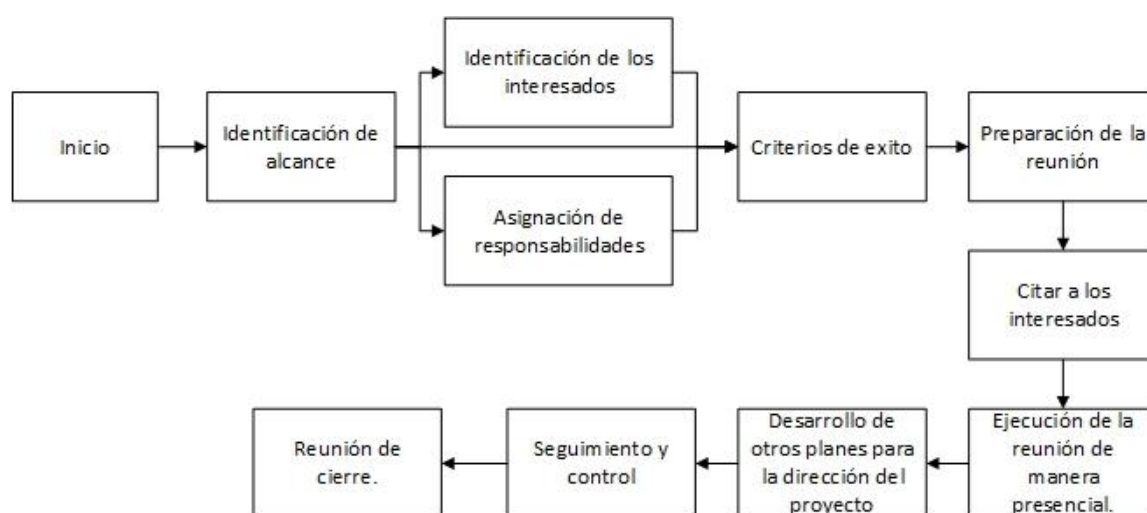 Inicio
Identificación de
alcance
Identificación de los
interesados
Asignación de
responsabilidades
Criterios de exito
Preparación de la
reunión
Citar a los
interesados
Ejecución de la
reunión de
manera
presencial.
Desarrollo de
otros planes para
la dirección del
proyecto
Seguimiento y
control
Reunión de
cierre.